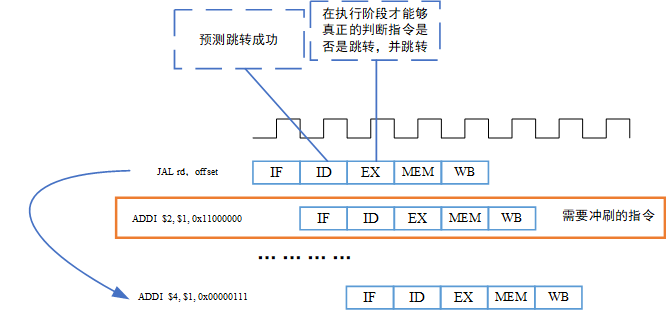 预测跳转成功
在执行阶段才能够
真正的判断指令是
否是跳转，并跳转
JAL rd, offset
IF ID EX MEM WB
ADDI $2, $1, 0x11000000
IF ID EX MEM WB
需要冲刷的指令
... ...
ADDI $4, $1, 0x00000111
IF ID EX MEM WB